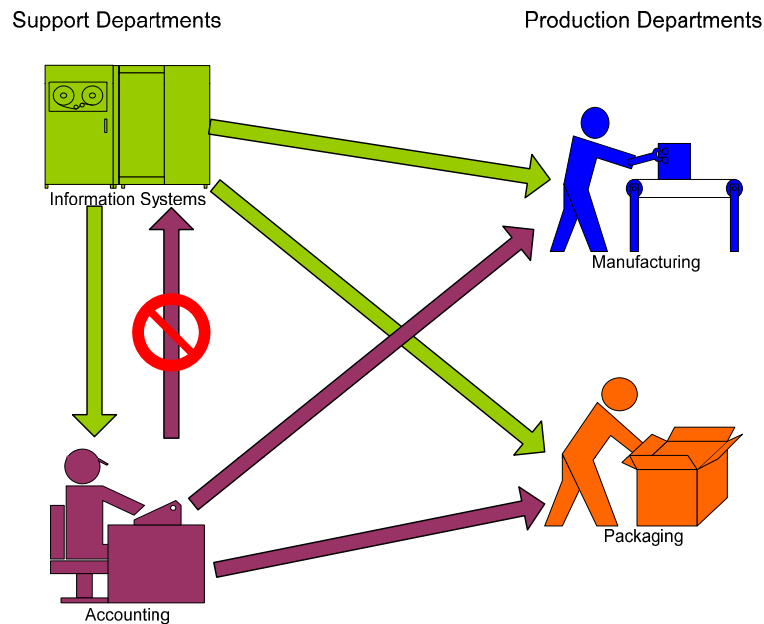 Support Departments
Production Departments
Information Systems
Manufacturing
Packaging
Accounting